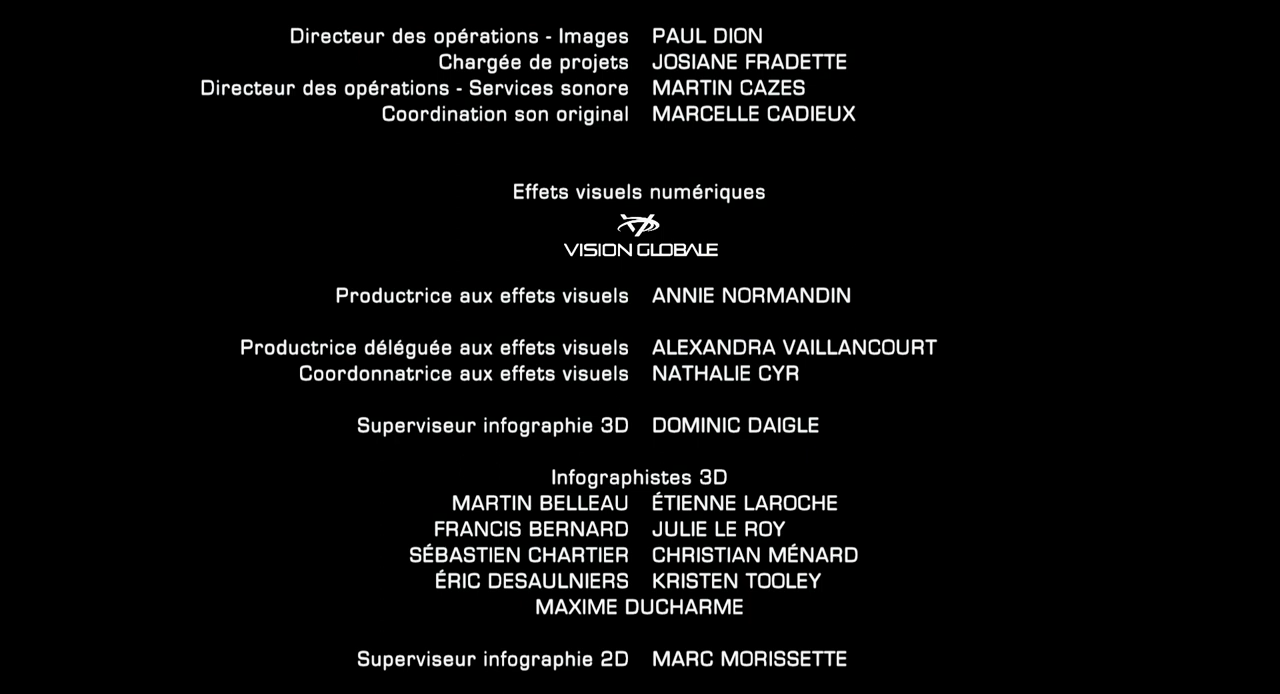 Directeur des opérations - Images PAUL DION
Chargée de projets JOSIANE FRADETTE
Directeur des opérations - Services sonore MARTIN CAZES
Coordination son original MARCELLE CADIEUX
Effets visuels numériques
VISION GLOBALE
Productrice aux effets visuels ANNIE NORMANDIN
Productrice déléguée aux effets visuels ALEXANDRA VAILLANCOURT
Coordonnatrice aux effets visuels NATHALIE CYR
Superviseur infographie 3D DOMINIC DAIGLE
Infographistes 3D
MARTIN BELLEAU ÉTIENNE LAROCHE
FRANCIS BERNARD JULIE LE ROY
SÉBASTIEN CHARTIER CHRISTIAN MÉNARD
ÉRIC DESAULNIERS KRISTEN TOOLEY
MAXIME DUCHARME
Superviseur infographie 2D MARC MORISSETTE